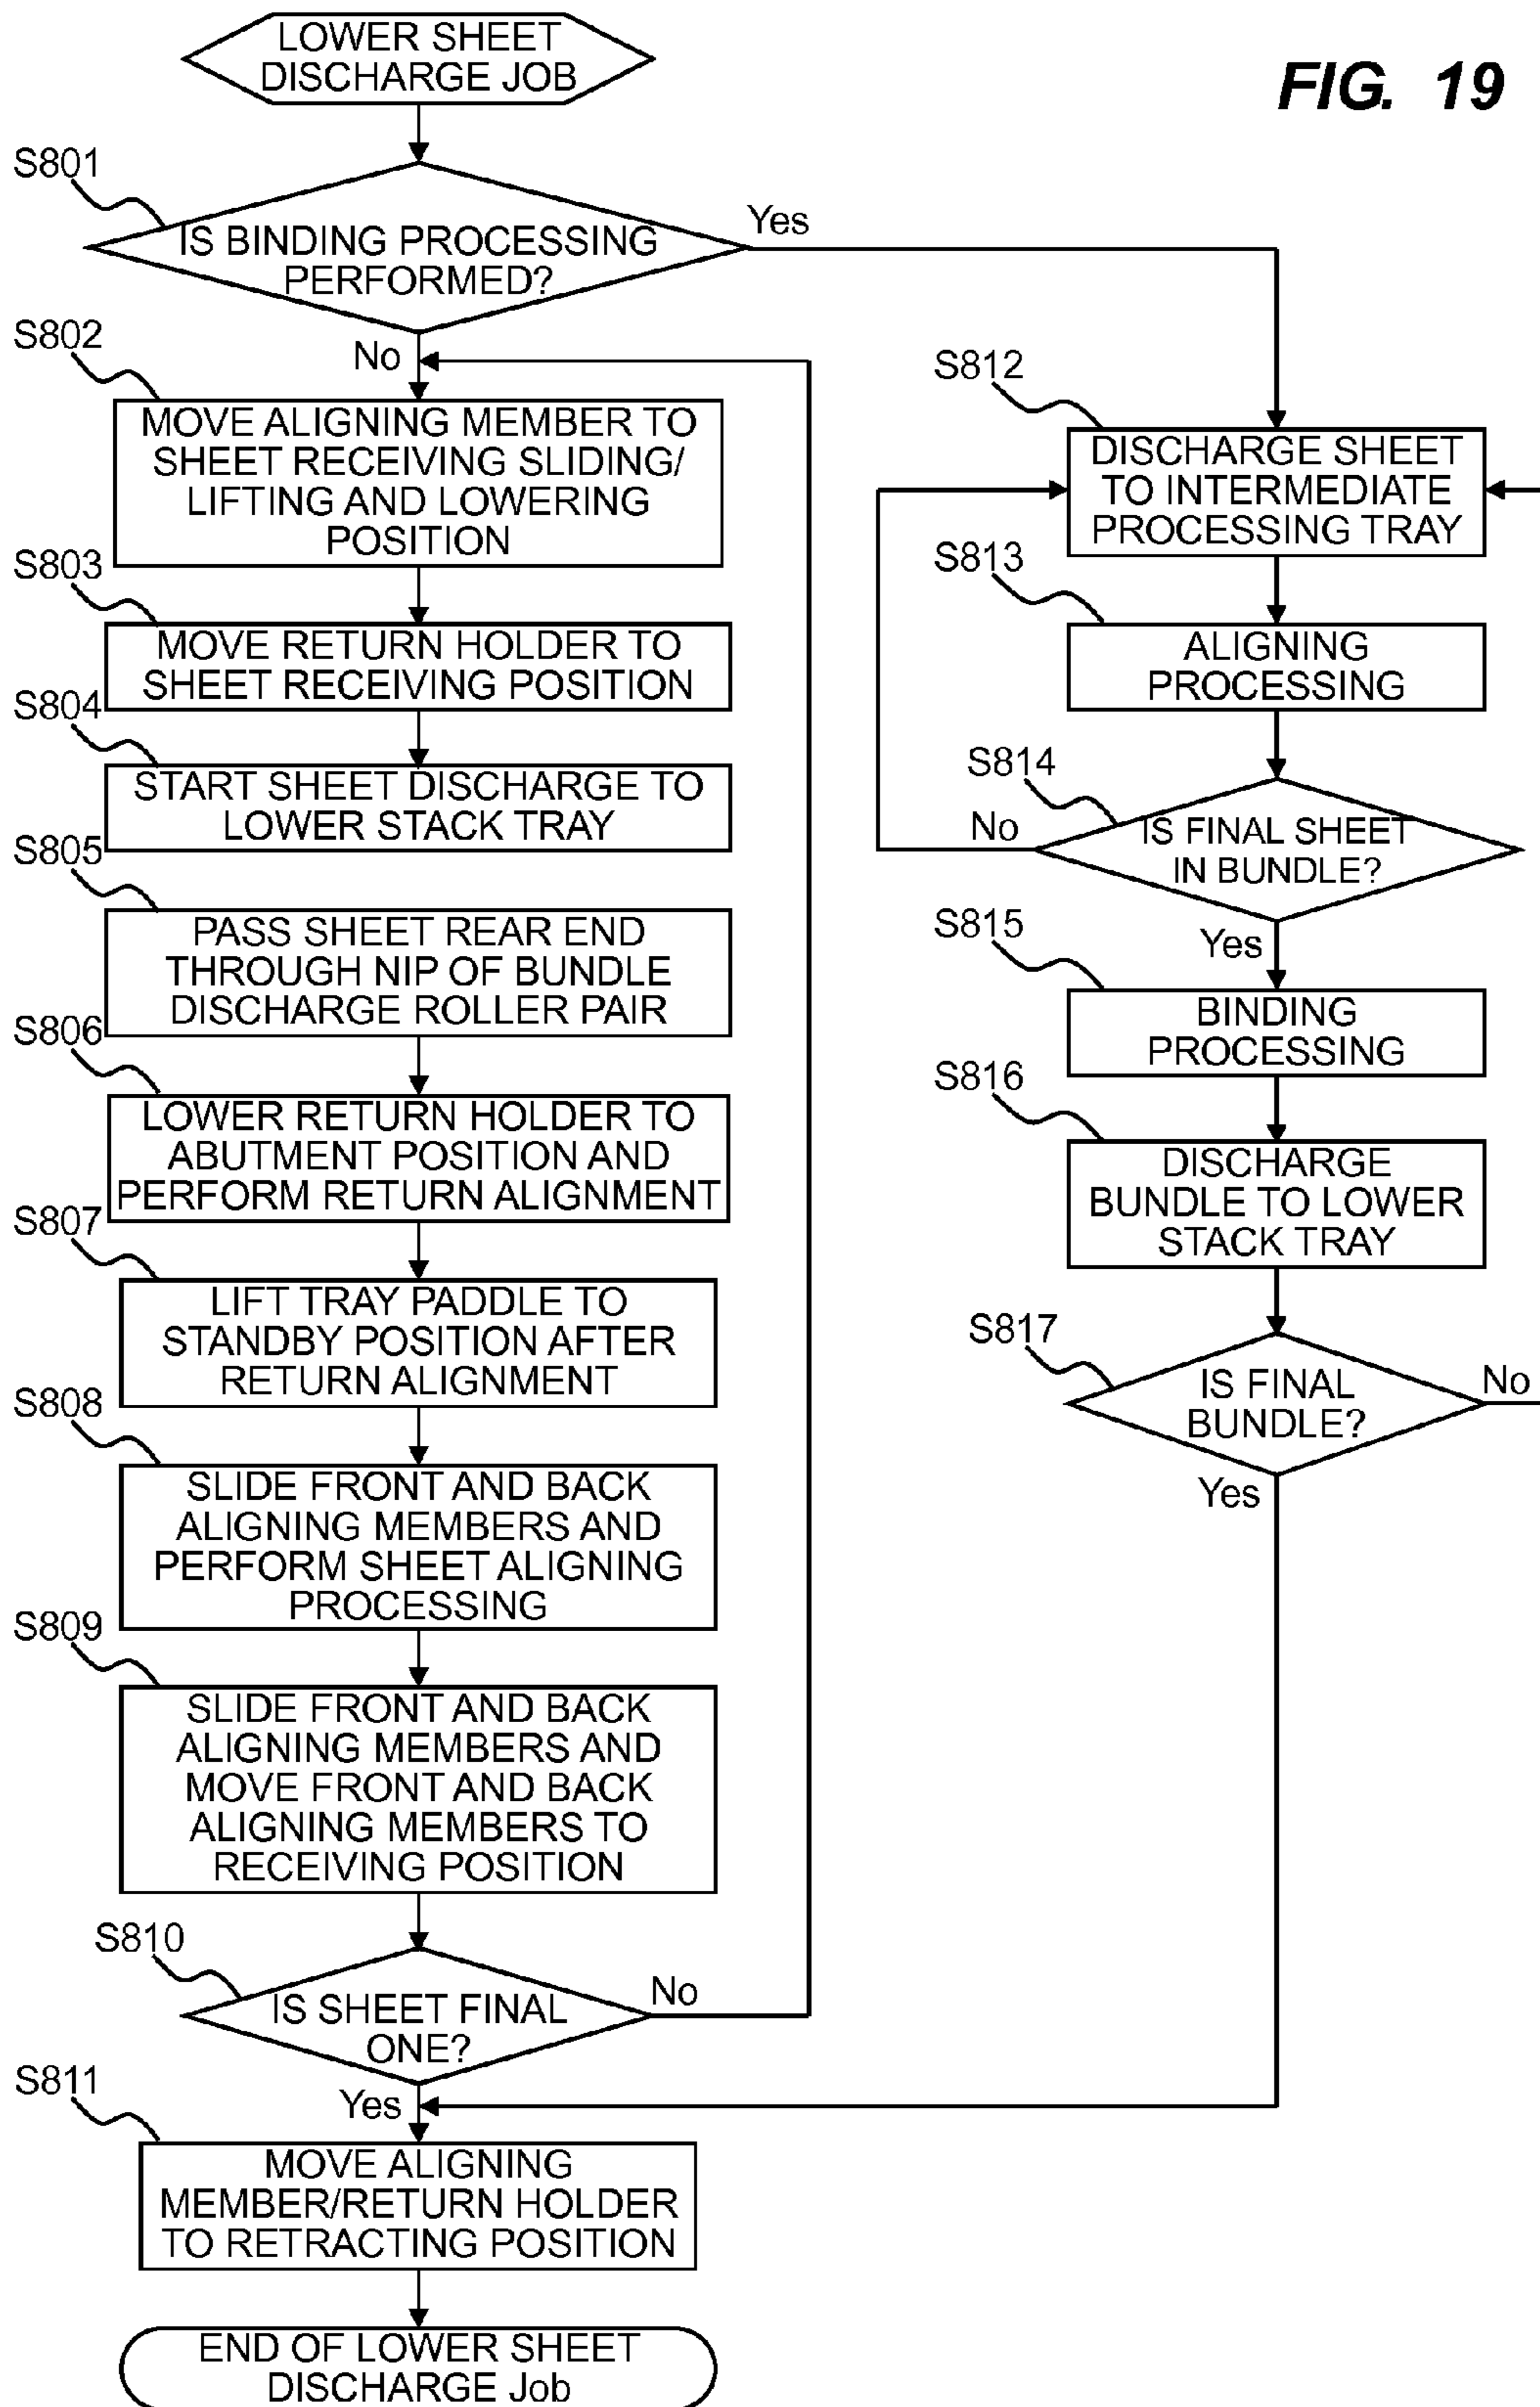 FIG. 19
LOWER SHEET
DISCHARGE JOB
S801
IS BINDING PROCESSING
PERFORMED?
Yes
No
S802
MOVE ALIGNING MEMBER TO
SHEET RECEIVING SLIDING/
LIFTING AND LOWERING
POSITION
S803
MOVE RETURN HOLDER TO
SHEET RECEIVING POSITION
S804
START SHEET DISCHARGE TO
LOWER STACK TRAY
S805
PASS SHEET REAR END
THROUGH NIP OF BUNDLE
DISCHARGE ROLLER PAIR
S806
LOWER RETURN HOLDER TO
ABUTMENT POSITION AND
PERFORM RETURN ALIGNMENT
S807
LIFT TRAY PADDLE TO
STANDBY POSITION AFTER
RETURN ALIGNMENT
S808
SLIDE FRONT AND BACK
ALIGNING MEMBERS AND
PERFORM SHEET ALIGNING
PROCESSING
S809
SLIDE FRONT AND BACK
ALIGNING MEMBERS AND
MOVE FRONT AND BACK
ALIGNING MEMBERS TO
RECEIVING POSITION
S810
IS SHEET FINAL
ONE?
No
Yes
S811
MOVE ALIGNING
MEMBER/RETURN HOLDER
TO RETRACTING POSITION
END OF LOWER SHEET
DISCHARGE Job
S812
DISCHARGE SHEET
TO INTERMEDIATE
PROCESSING TRAY
S813
ALIGNING
PROCESSING
S814
IS FINAL SHEET
IN BUNDLE?
No
Yes
S815
BINDING
PROCESSING
S816
DISCHARGE
BUNDLE TO LOWER
STACK TRAY
S817
IS FINAL
BUNDLE?
No
Yes